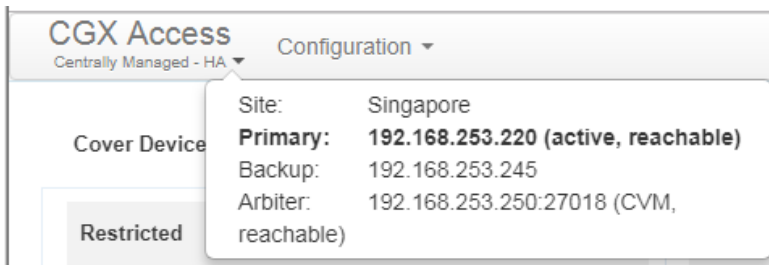 CGX Access
Centrally Managed - HA
Configuration
Site: Singapore
Cover Device
Primary: 192.168.253.220 (active, reachable)
Backup: 192.168.253.245
Arbiter: 192.168.253.250:27018 (CVM,
Restricted
reachable)